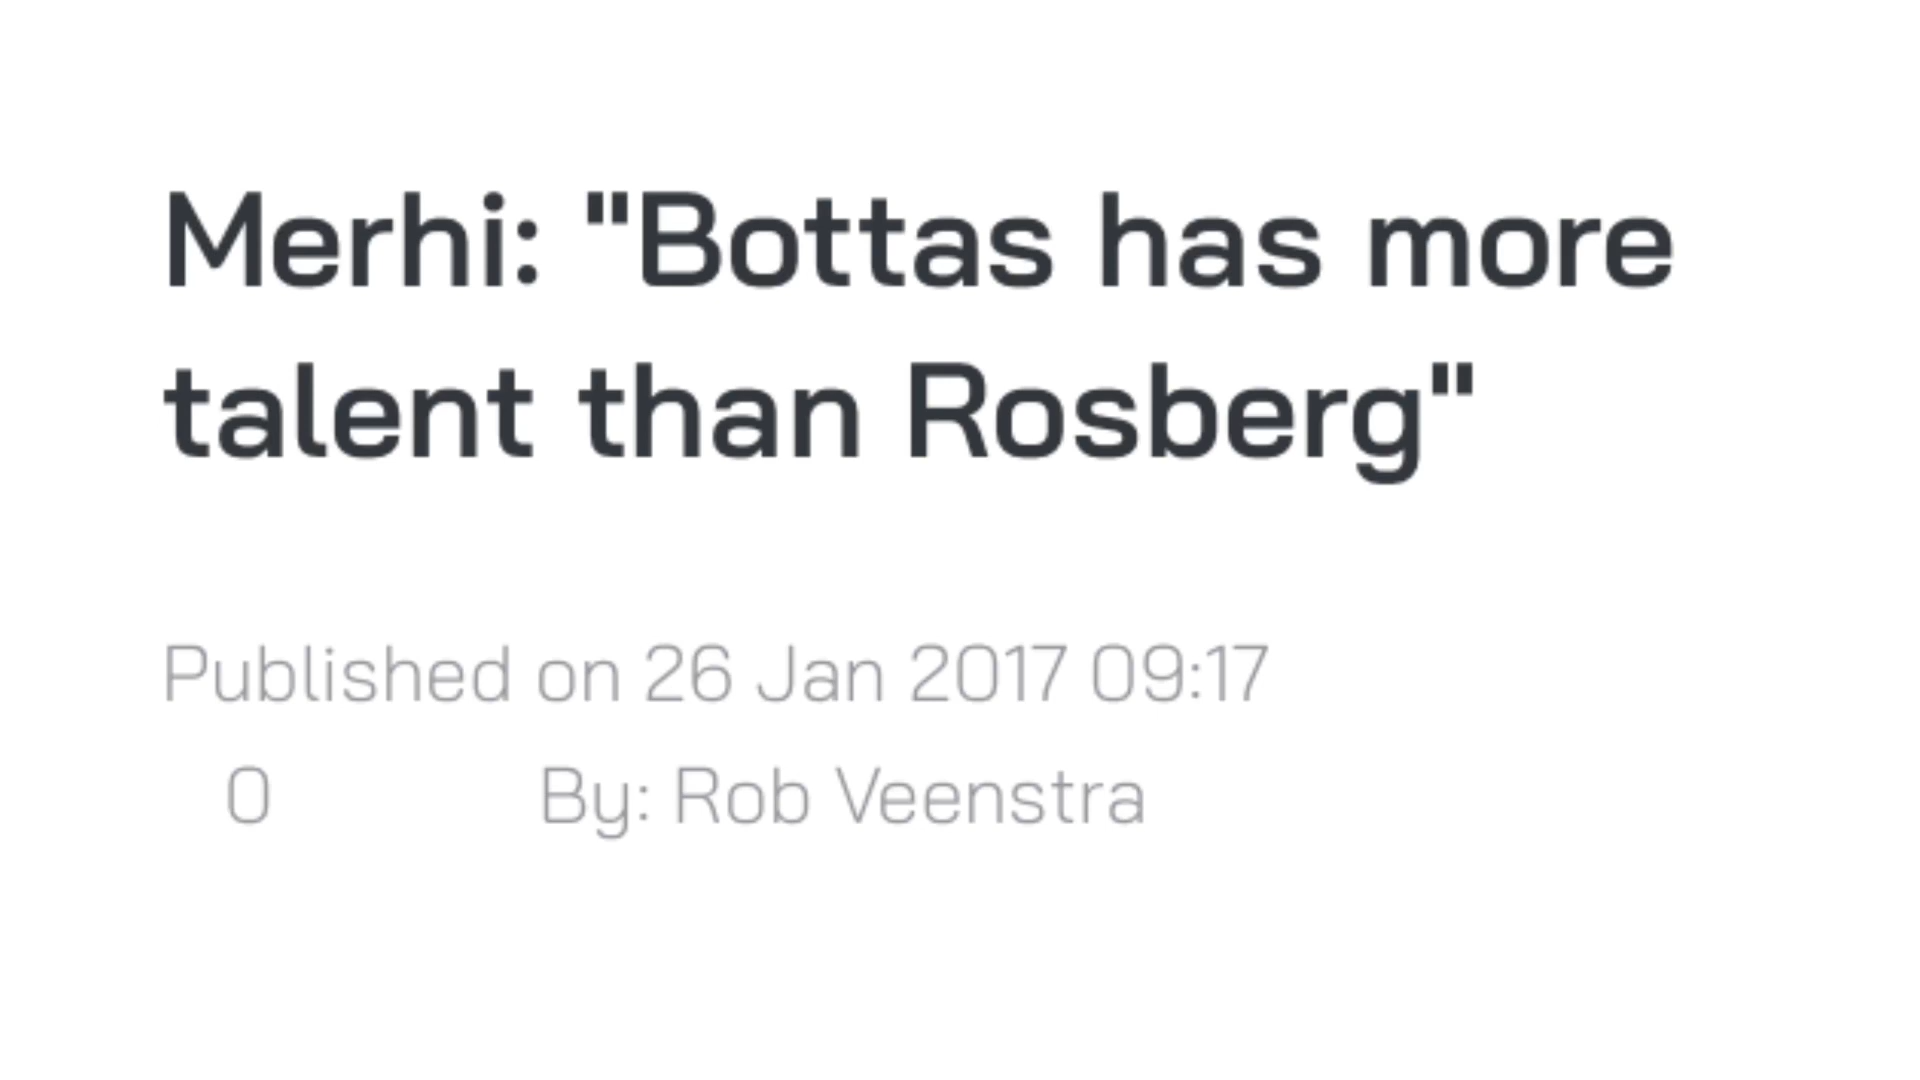 Merhi: "Bottas has more
talent than Rosberg"
Published on 26 Jan 2017 09:17
0 By: Rob Veenstra